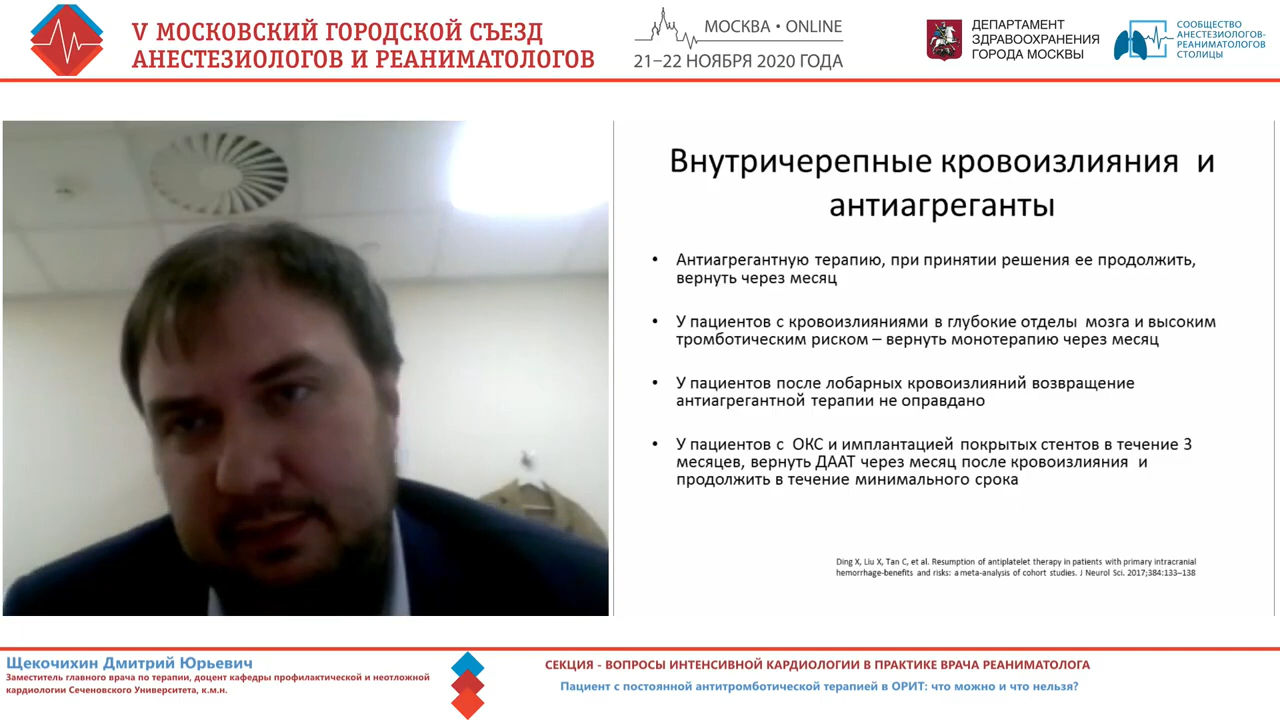 V МОСКОВСКИЙ ГОРОДСКОЙ СЪЕЗД
АНЕСТЕЗИОЛОГОВ И РЕАНИМАТОЛОГОВ
МОСКВА • ONLINE
21–22 НОЯБРЯ 2020 ГОДА
ДЕПАРТАМЕНТ
ЗДРАВООХРАНЕНИЯ
ГОРОДА МОСКВЫ
СООБЩЕСТВО
АНЕСТЕЗИОЛОГОВ-
РЕАНИМАТОЛОГОВ
СТОЛИЦЫ
Внутричерепные кровоизлияния и
антиагреганты
• Антиагрегантную терапию, при принятии решения ее продолжить,
вернуть через месяц
• У пациентов с кровоизлияниями в глубокие отделы мозга и высоким
тромботическим риском – вернуть монотерапию через месяц
• У пациентов после лобарных кровоизлияний возвращение
антиагрегантной терапии не оправдано
• У пациентов с ОКС и имплантацией покрытых стентов в течение 3
месяцев, вернуть ДААТ через месяц после кровоизлияния и
продолжить в течение минимального срока
Ding X, Liu X, Tan C, et al. Resumption of antiplatelet therapy in patients with primary intracranial
hemorrhage-benefits and risks: a meta-analysis of cohort studies. J Neurol Sci. 2017;384:133–138
Щекочихин Дмитрий Юрьевич
Заместитель главного врача по терапии, доцент кафедры профилактической и неотложной
кардиологии Сеченовского Университета, к.м.н.
СЕКЦИЯ - ВОПРОСЫ ИНТЕНСИВНОЙ КАРДИОЛОГИИ В ПРАКТИКЕ ВРАЧА РЕАНИМАТОЛОГА
Пациент с постоянной антитромботической терапией в ОРИТ: что можно и что нельзя?